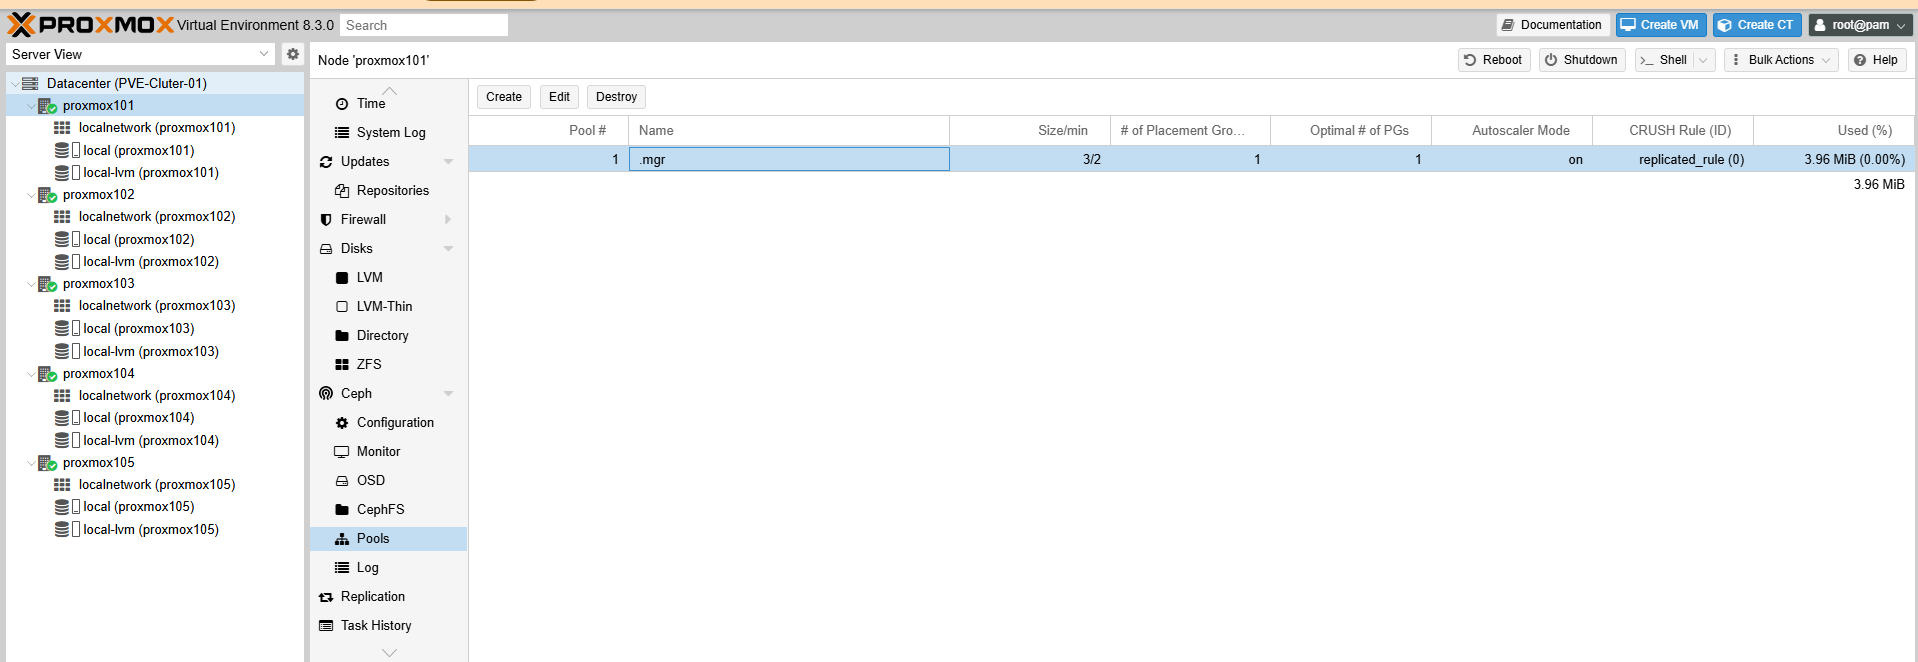 PROXMOX Virtual Environment 8.3.0 Search Documentation Create VM Create CT root@pam
Server View
Node 'proxmox101' Reboot Shutdown Shell Bulk Actions Help
Datacenter (PVE-Cluter-01)
proxmox101
localnetwork (proxmox101)
local (proxmox101)
local-lvm (proxmox101)
proxmox102
localnetwork (proxmox102)
local (proxmox102)
local-lvm (proxmox102)
proxmox103
localnetwork (proxmox103)
local (proxmox103)
local-lvm (proxmox103)
proxmox104
localnetwork (proxmox104)
local (proxmox104)
local-lvm (proxmox104)
proxmox105
localnetwork (proxmox105)
local (proxmox105)
local-lvm (proxmox105)
Time
System Log
Updates
Repositories
Firewall
Disks
LVM
LVM-Thin
Directory
ZFS
Ceph
Configuration
Monitor
OSD
CephFS
Pools
Log
Replication
Task History
Create Edit Destroy
Pool # Name Size/min # of Placement Gro... Optimal # of PGs Autoscaler Mode CRUSH Rule (ID) Used (%)
1 .mgr 3/2 1 1 on replicated_rule (0) 3.96 MiB (0.00%)
3.96 MiB